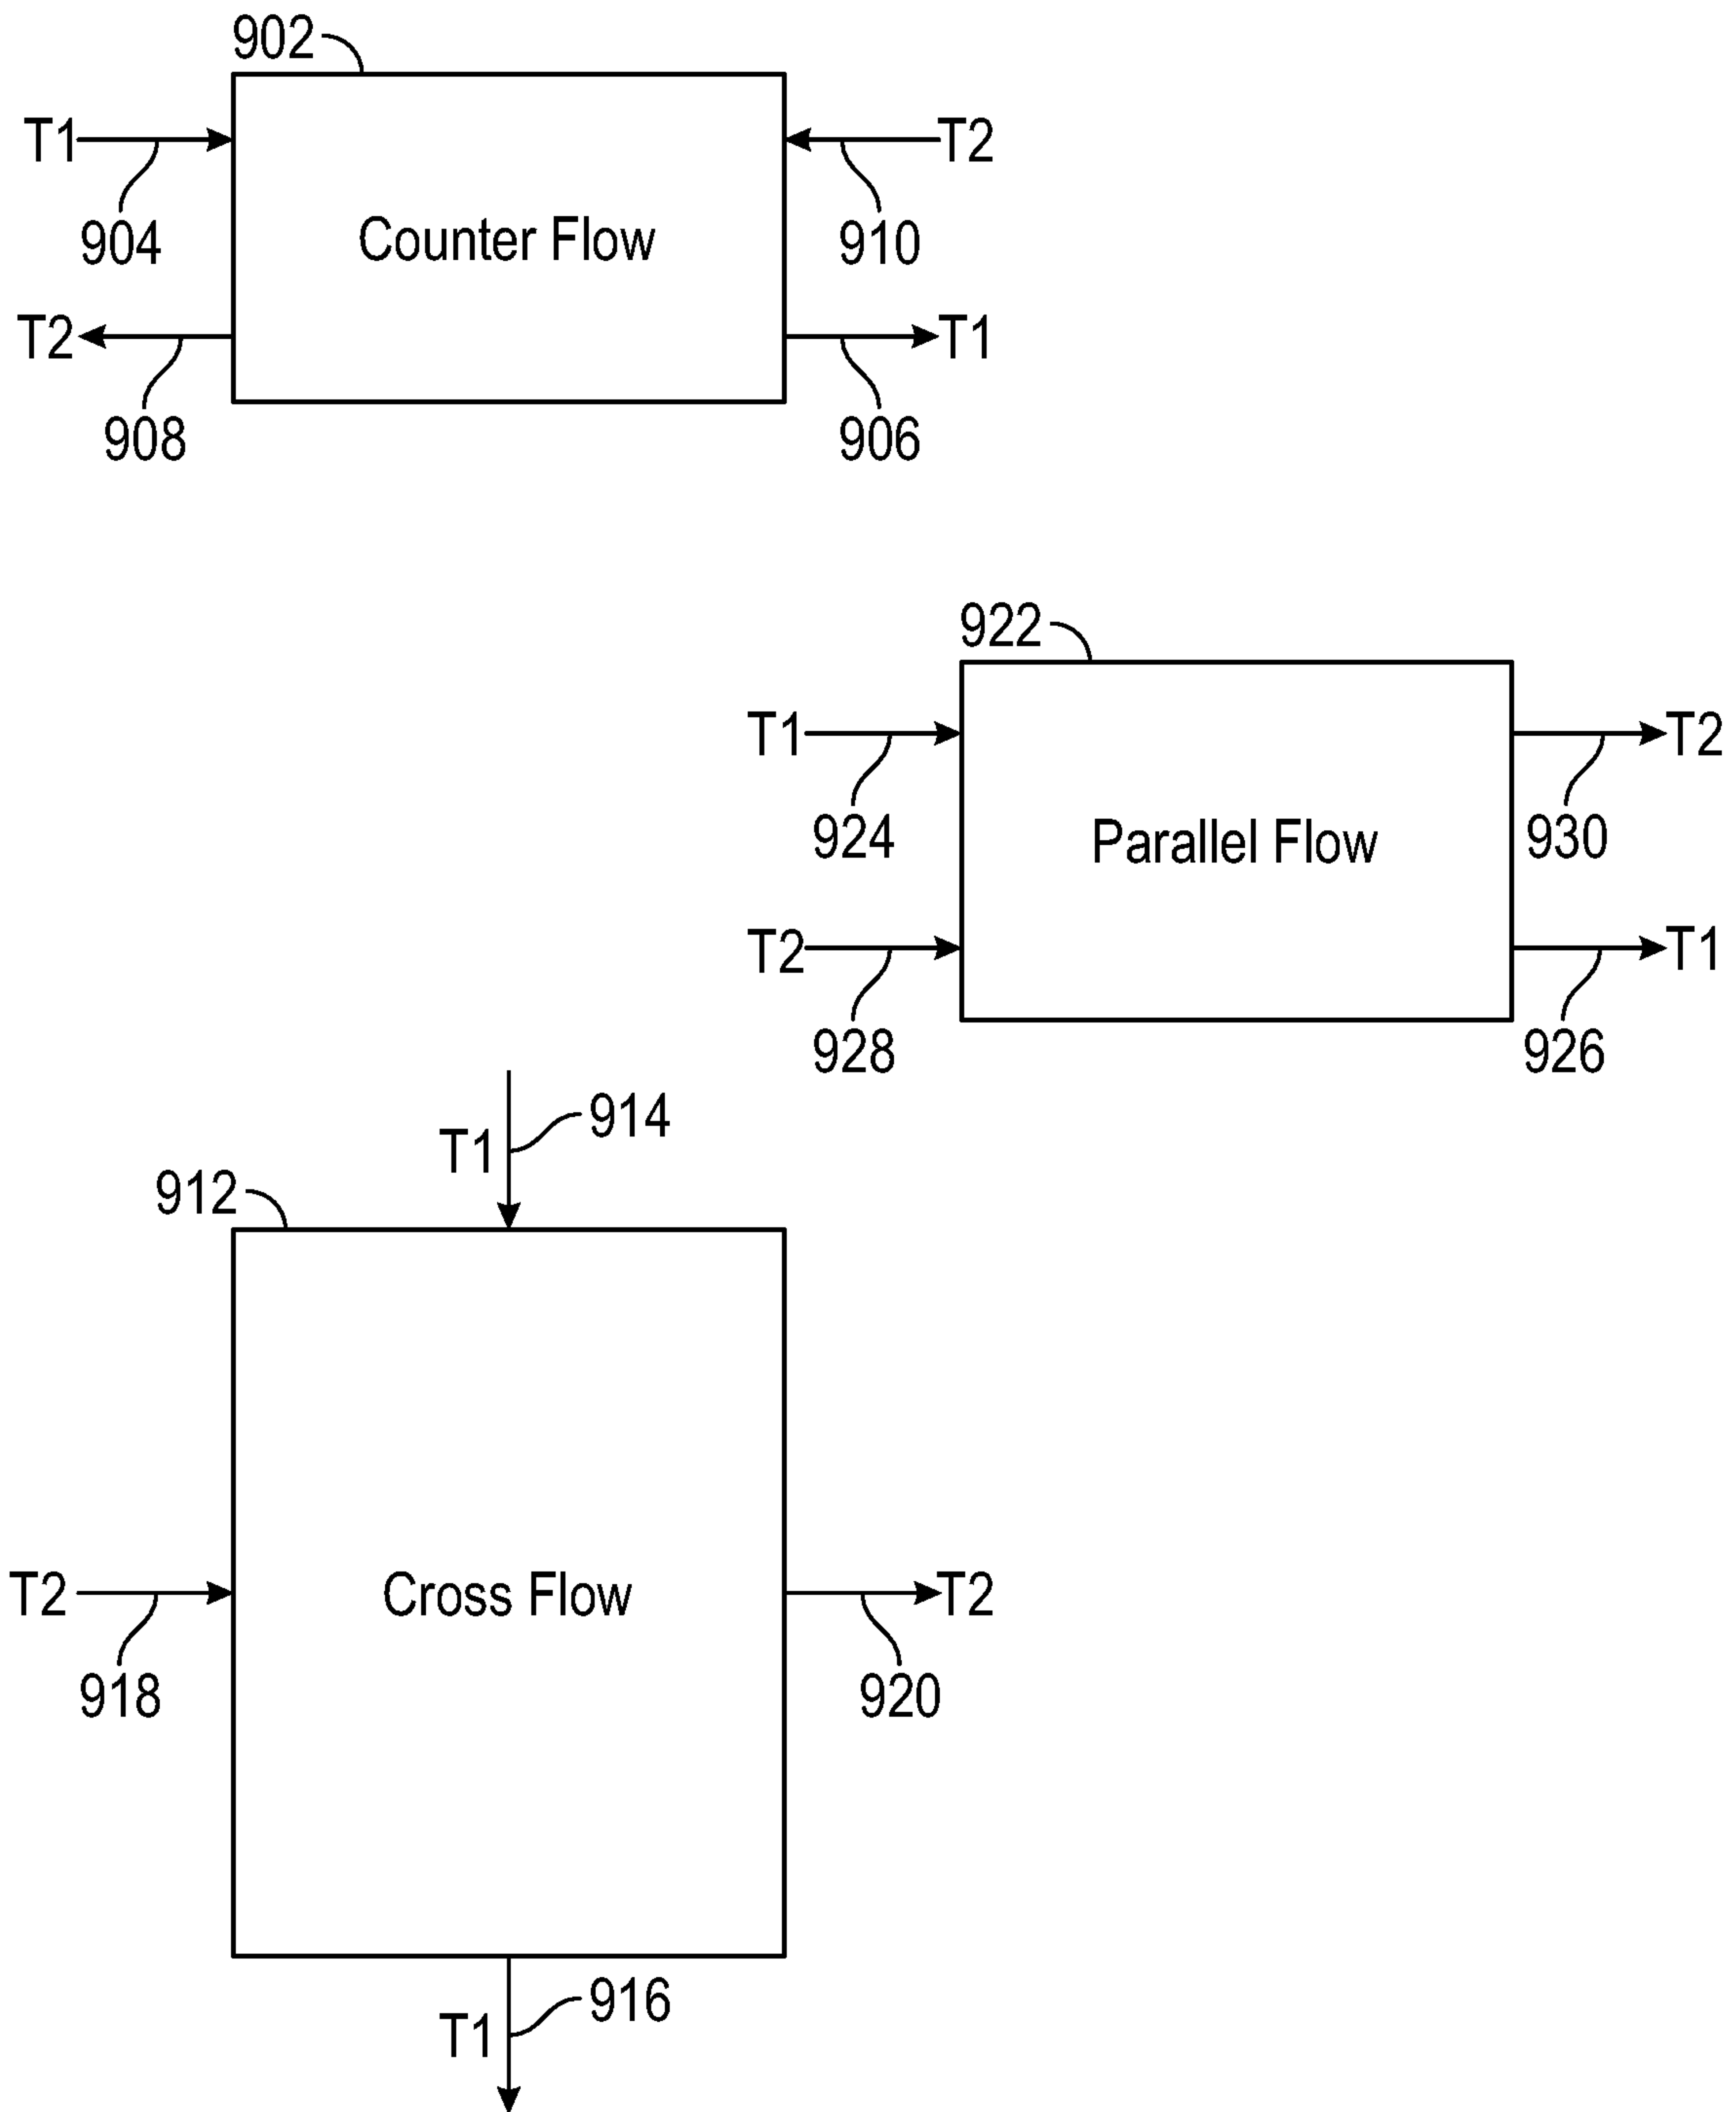 902
T1
T2
904
Counter Flow
910
T2
T1
908
906
922
T1
T2
924
Parallel Flow
930
T2
T1
928
926
914
T1
912
T2
Cross Flow
T2
918
920
916
T1